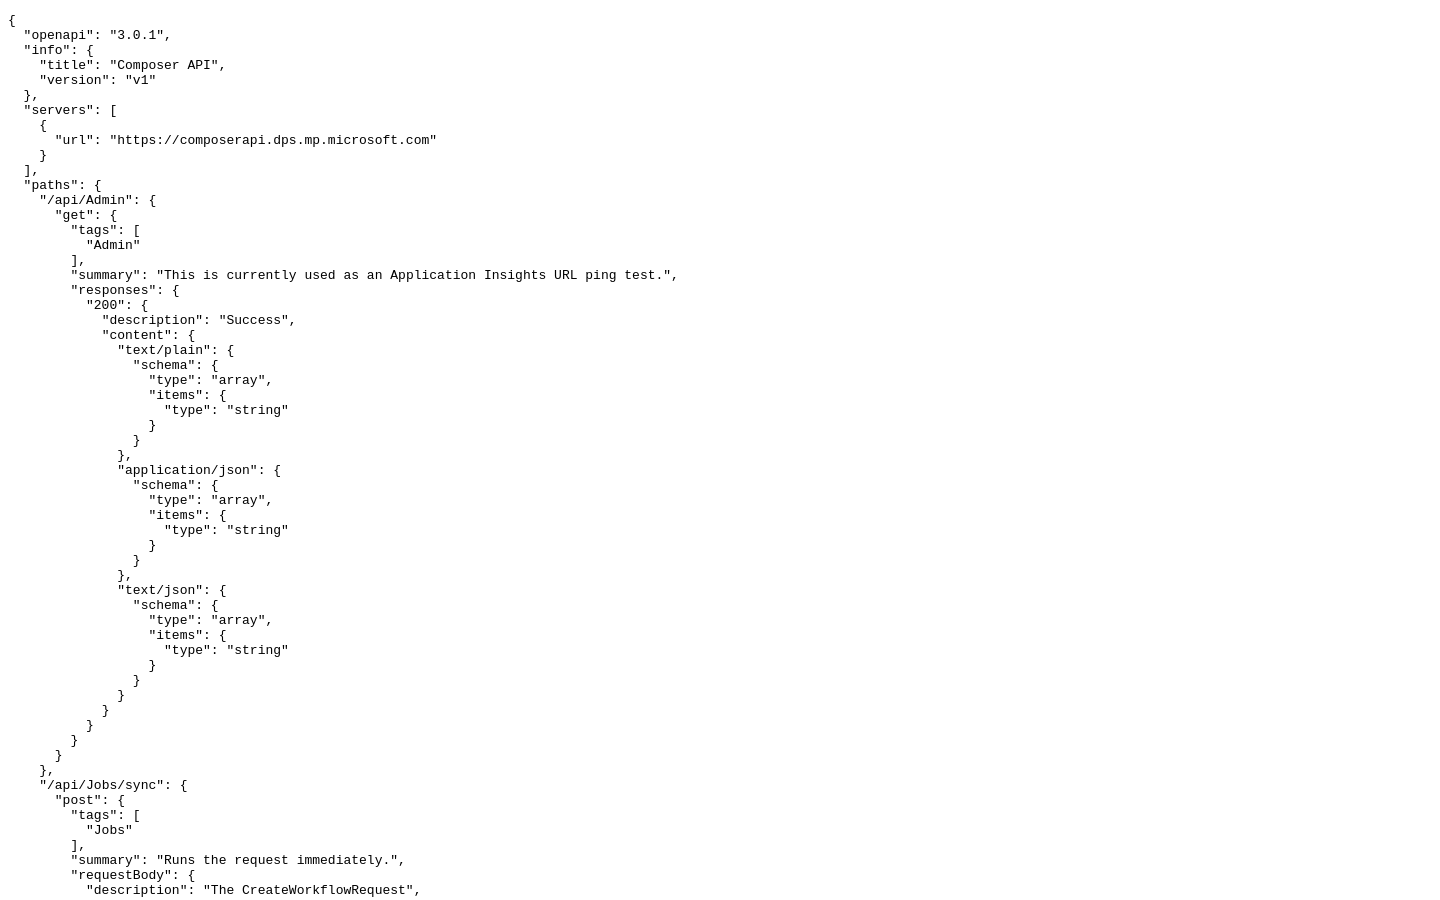 {
  "openapi": "3.0.1",
  "info": {
    "title": "Composer API",
    "version": "v1"
  },
  "servers": [
    {
      "url": "https://composerapi.dps.mp.microsoft.com"
    }
  ],
  "paths": {
    "/api/Admin": {
      "get": {
        "tags": [
          "Admin"
        ],
        "summary": "This is currently used as an Application Insights URL ping test.",
        "responses": {
          "200": {
            "description": "Success",
            "content": {
              "text/plain": {
                "schema": {
                  "type": "array",
                  "items": {
                    "type": "string"
                  }
                }
              },
              "application/json": {
                "schema": {
                  "type": "array",
                  "items": {
                    "type": "string"
                  }
                }
              },
              "text/json": {
                "schema": {
                  "type": "array",
                  "items": {
                    "type": "string"
                  }
                }
              }
            }
          }
        }
      }
    },
    "/api/Jobs/sync": {
      "post": {
        "tags": [
          "Jobs"
        ],
        "summary": "Runs the request immediately.",
        "requestBody": {
          "description": "The CreateWorkflowRequest",